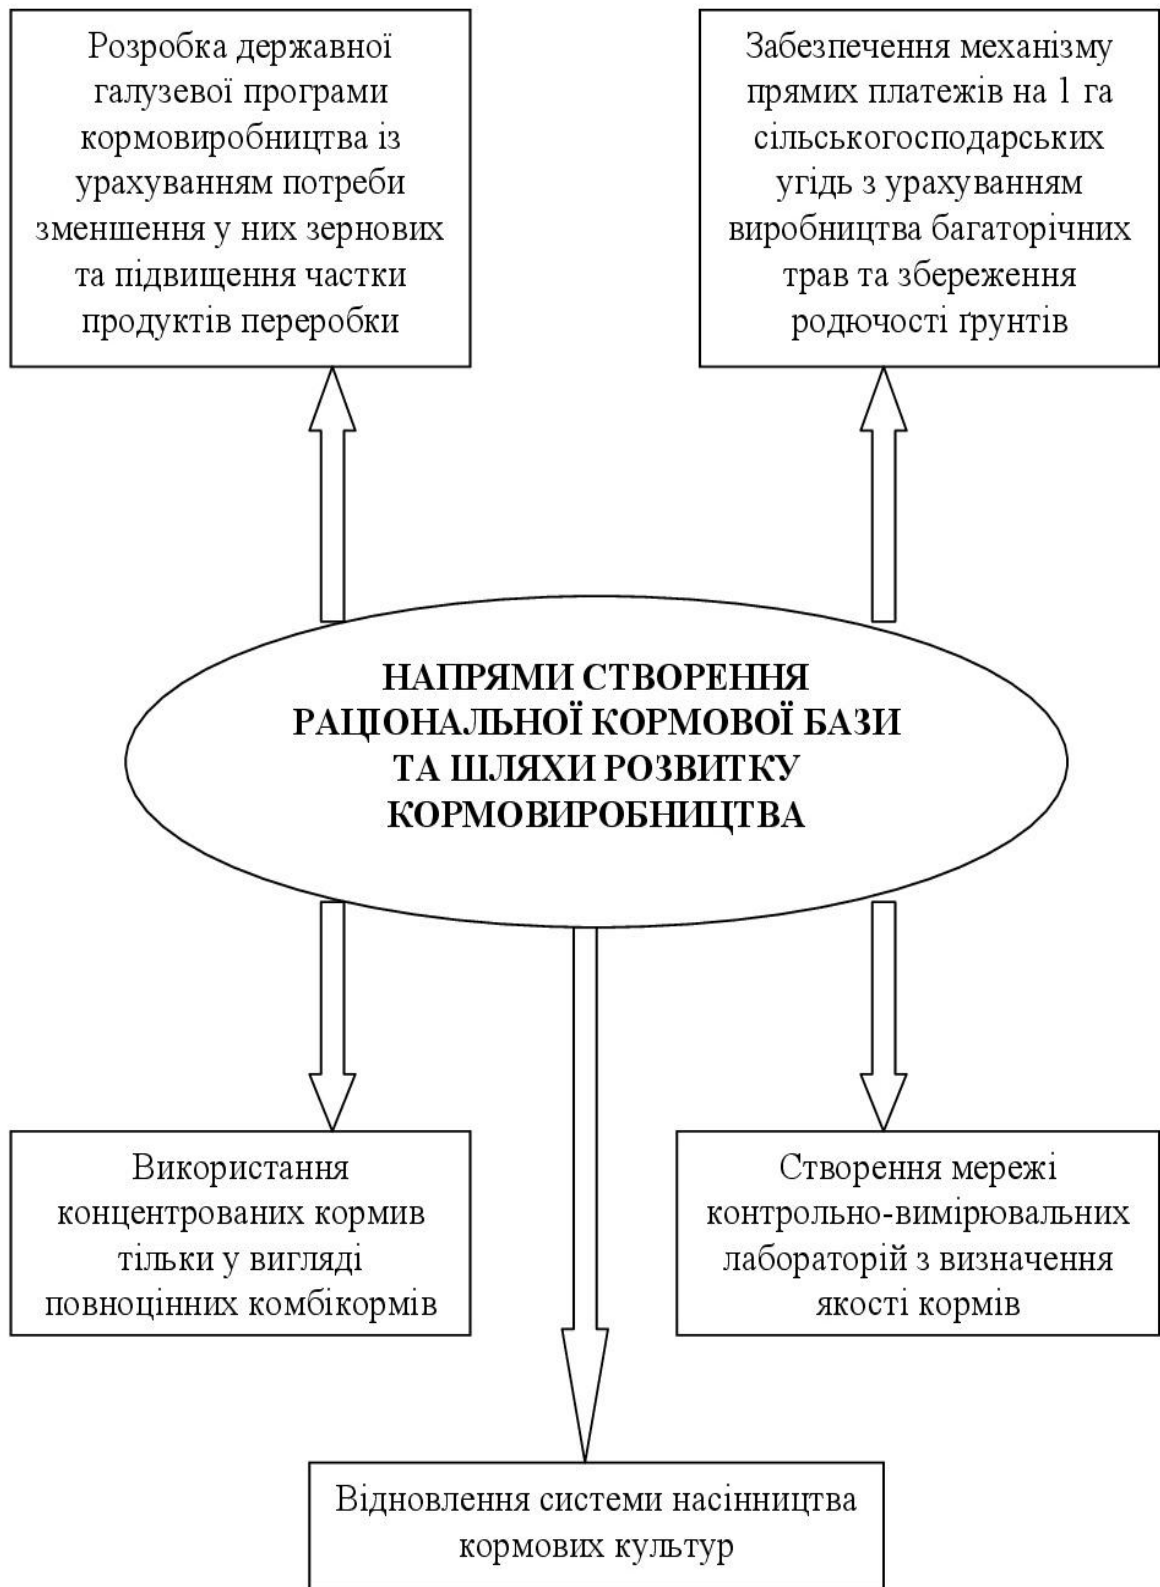 Розробка державної
галузевої програми
кормовиробництва із
урахуванням потреби
зменшення у них зернових
та підвищення частки
продуктів переробки
Забезпечення механізму
прямих платежів на 1 га
сільськогосподарських
угідь з урахуванням
виробництва багаторічних
трав та збереження
родючості ґрунтів
НАПРЯМИ СТВОРЕННЯ
РАЦІОНАЛЬНОЇ КОРМОВОЇ БАЗИ
ТА ШЛЯХИ РОЗВИТКУ
КОРМОВИРОБНИЦТВА
Використання
концентрованих кормив
тільки у вигляді
повноцінних комбікормів
Створення мережі
контрольно-вимірювальних
лабораторій з визначення
якості кормів
Відновлення системи насінництва
кормових культур